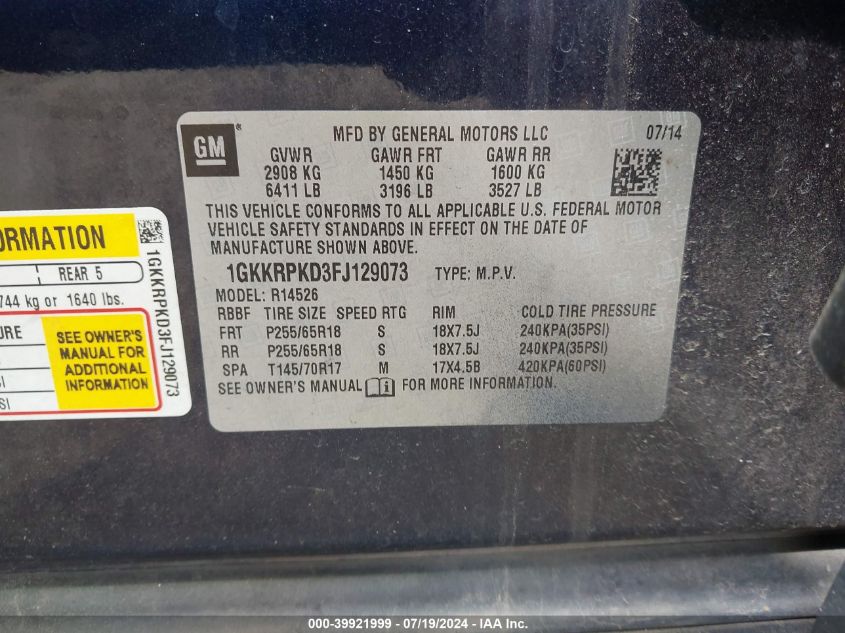 GM®
MFD BY GENERAL MOTORS LLC 07/14
GVWR GAWR FRT GAWR RR
2908 KG 1450 KG 1600 KG
6411 LB 3196 LB 3527 LB
THIS VEHICLE CONFORMS TO ALL APPLICABLE U.S. FEDERAL MOTOR
VEHICLE SAFETY STANDARDS IN EFFECT ON THE DATE OF
MANUFACTURE SHOWN ABOVE.
1GKKRPKD3FJ129073 TYPE: M.P.V.
MODEL: R14526
RBBF TIRE SIZE SPEED RTG RIM COLD TIRE PRESSURE
FRT P255/65R18 S 18X7.5J 240KPA(35PSI)
RR P255/65R18 S 18X7.5J 240KPA(35PSI)
SPA T145/70R17 M 17X4.5B 420KPA(60PSI)
SEE OWNER'S MANUAL i FOR MORE INFORMATION.
ORMATION
REAR 5
744 kg or 1640 lbs.
URE
SEE OWNER'S
MANUAL FOR
ADDITIONAL
INFORMATION
SI
SI
1GKKRPKD3FJ129073
000-39921999 - 07/19/2024 - IAA Inc.